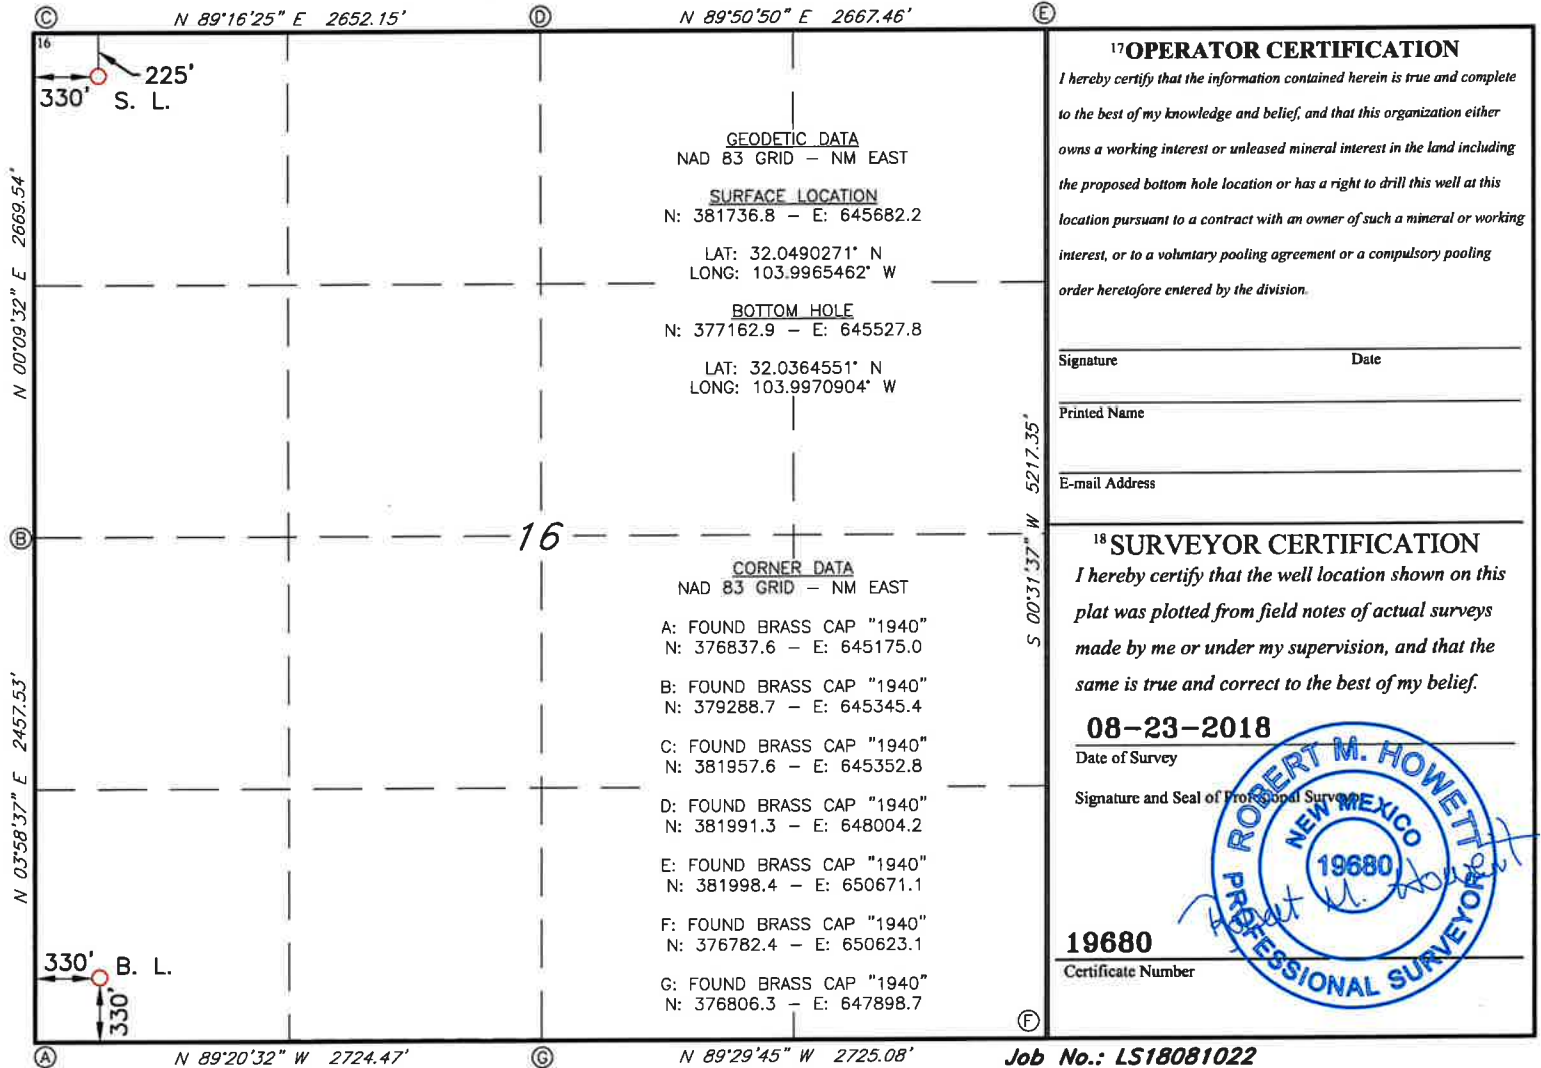 C N 89°16'25" E 2652.15' D N 89°50'50" E 2667.46' E
16
225'
330' S. L.
N 00°09'32" E 2669.54'
B
N 03°58'37" E 2457.53'
16
GEODETIC DATA
NAD 83 GRID – NM EAST
SURFACE LOCATION
N: 381736.8 – E: 645682.2
LAT: 32.0490271° N
LONG: 103.9965462° W
BOTTOM HOLE
N: 377162.9 – E: 645527.8
LAT: 32.0364551° N
LONG: 103.9970904° W
CORNER DATA
NAD 83 GRID – NM EAST
A: FOUND BRASS CAP "1940"
N: 376837.6 – E: 645175.0
B: FOUND BRASS CAP "1940"
N: 379288.7 – E: 645345.4
C: FOUND BRASS CAP "1940"
N: 381957.6 – E: 645352.8
D: FOUND BRASS CAP "1940"
N: 381991.3 – E: 648004.2
E: FOUND BRASS CAP "1940"
N: 381998.4 – E: 650671.1
F: FOUND BRASS CAP "1940"
N: 376782.4 – E: 650623.1
G: FOUND BRASS CAP "1940"
N: 376806.3 – E: 647898.7
S 00°31'37" W 5217.35'
330' B. L.
330'
F
A N 89°20'32" W 2724.47' G N 89°29'45" W 2725.08'
17 OPERATOR CERTIFICATION
I hereby certify that the information contained herein is true and complete
to the best of my knowledge and belief, and that this organization either
owns a working interest or unleased mineral interest in the land including
the proposed bottom hole location or has a right to drill this well at this
location pursuant to a contract with an owner of such a mineral or working
interest, or to a voluntary pooling agreement or a compulsory pooling
order heretofore entered by the division.
Signature Date
Printed Name
E-mail Address
18 SURVEYOR CERTIFICATION
I hereby certify that the well location shown on this
plat was plotted from field notes of actual surveys
made by me or under my supervision, and that the
same is true and correct to the best of my belief.
08-23-2018
Date of Survey
Signature and Seal of Professional Surveyor
ROBERT M. HOWETT
NEW MEXICO
19680
PROFESSIONAL SURVEYOR
Robert M. Howett
19680
Certificate Number
Job No.: LS18081022